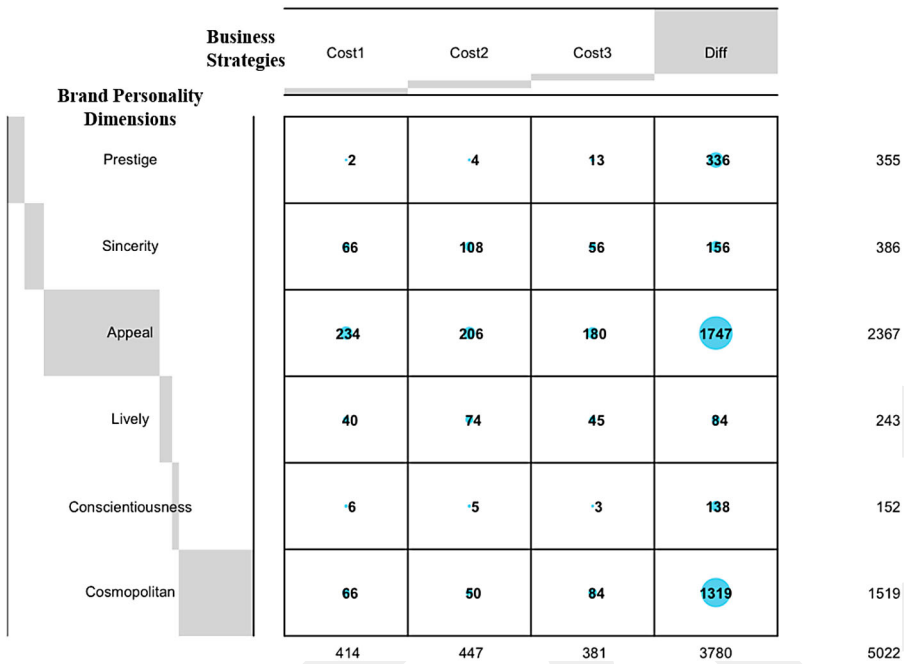 Business
Strategies
Cost1 Cost2 Cost3 Diff
Brand Personality
Dimensions
Prestige 2 4 13 336 355
Sincerity 66 108 56 156 386
Appeal 234 206 180 1747 2367
Lively 40 74 45 84 243
Conscientiousness 6 5 3 138 152
Cosmopolitan 66 50 84 1319 1519
414 447 381 3780 5022